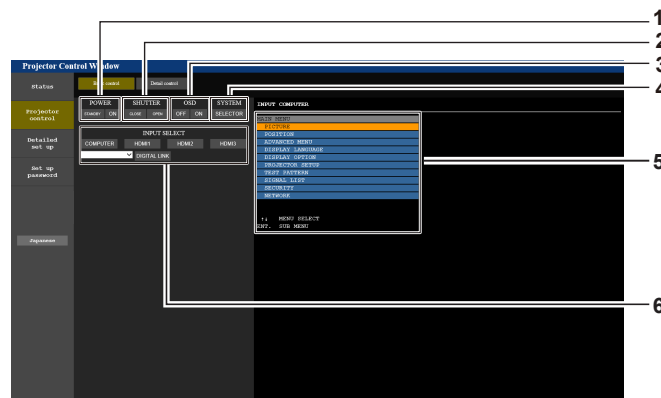 1
2
3
4
Projector Control Window
Status
Basic control
Detail control
POWER
SHUTTER
OSD
SYSTEM
STANDBY
ON
CLOSE
OPEN
OFF
ON
SELECTOR
INPUT COMPUTER
Projector
control
MAIN MENU
PICTURE
POSITION
ADVANCED MENU
DISPLAY LANGUAGE
DISPLAY OPTION
PROJECTOR SETUP
TEST PATTERN
SIGNAL LIST
SECURITY
NETWORK
↑↓ MENU SELECT
ENT. SUB MENU
5
INPUT SELECT
COMPUTER
HDMI1
HDMI2
HDMI3
DIGITAL LINK
Detailed
set up
Set up
password
Japanese
6